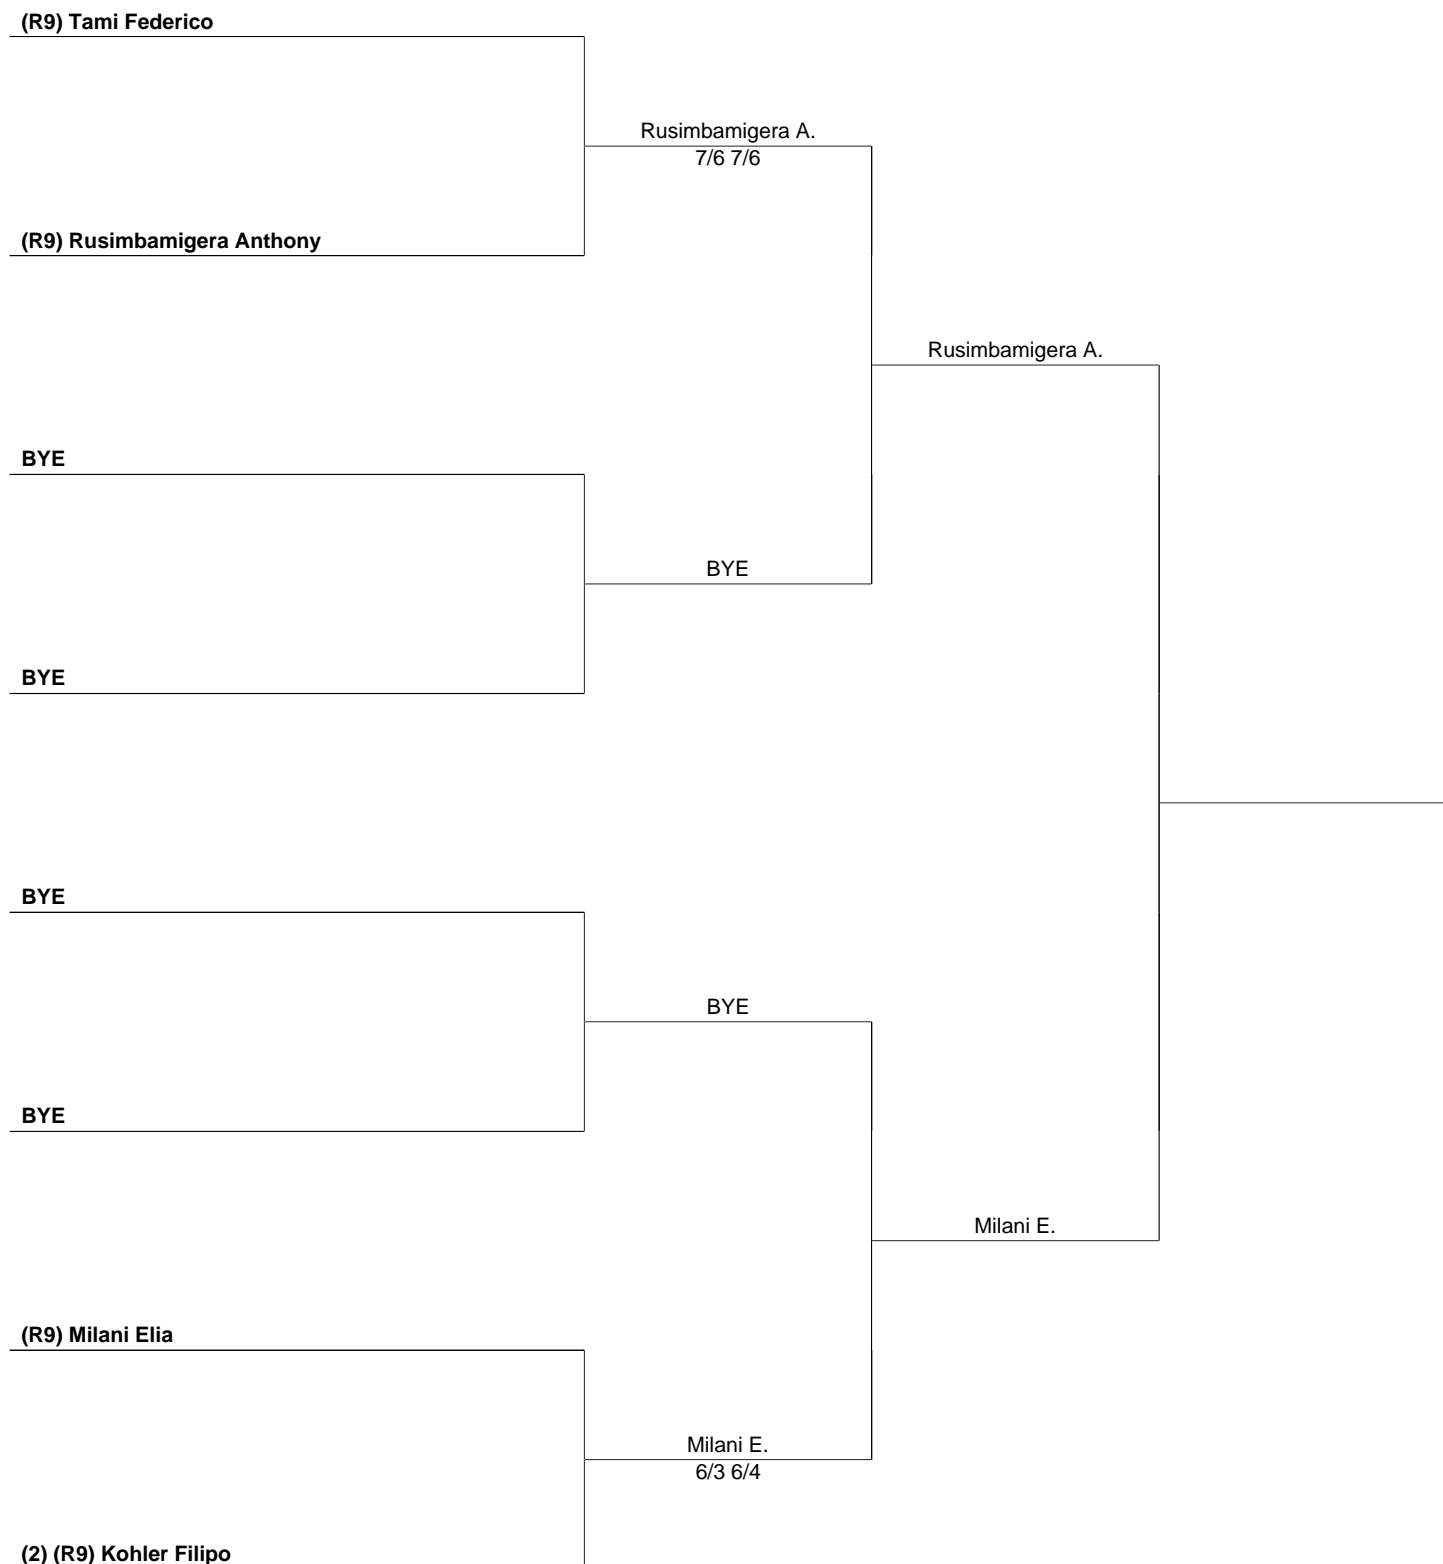 (R9) Tami Federico
Rusimbamigera A.
7/6 7/6
(R9) Rusimbamigera Anthony
Rusimbamigera A.
BYE
BYE
BYE
BYE
BYE
BYE
Milani E.
(R9) Milani Elia
Milani E.
6/3 6/4
(2) (R9) Kohler Filipo